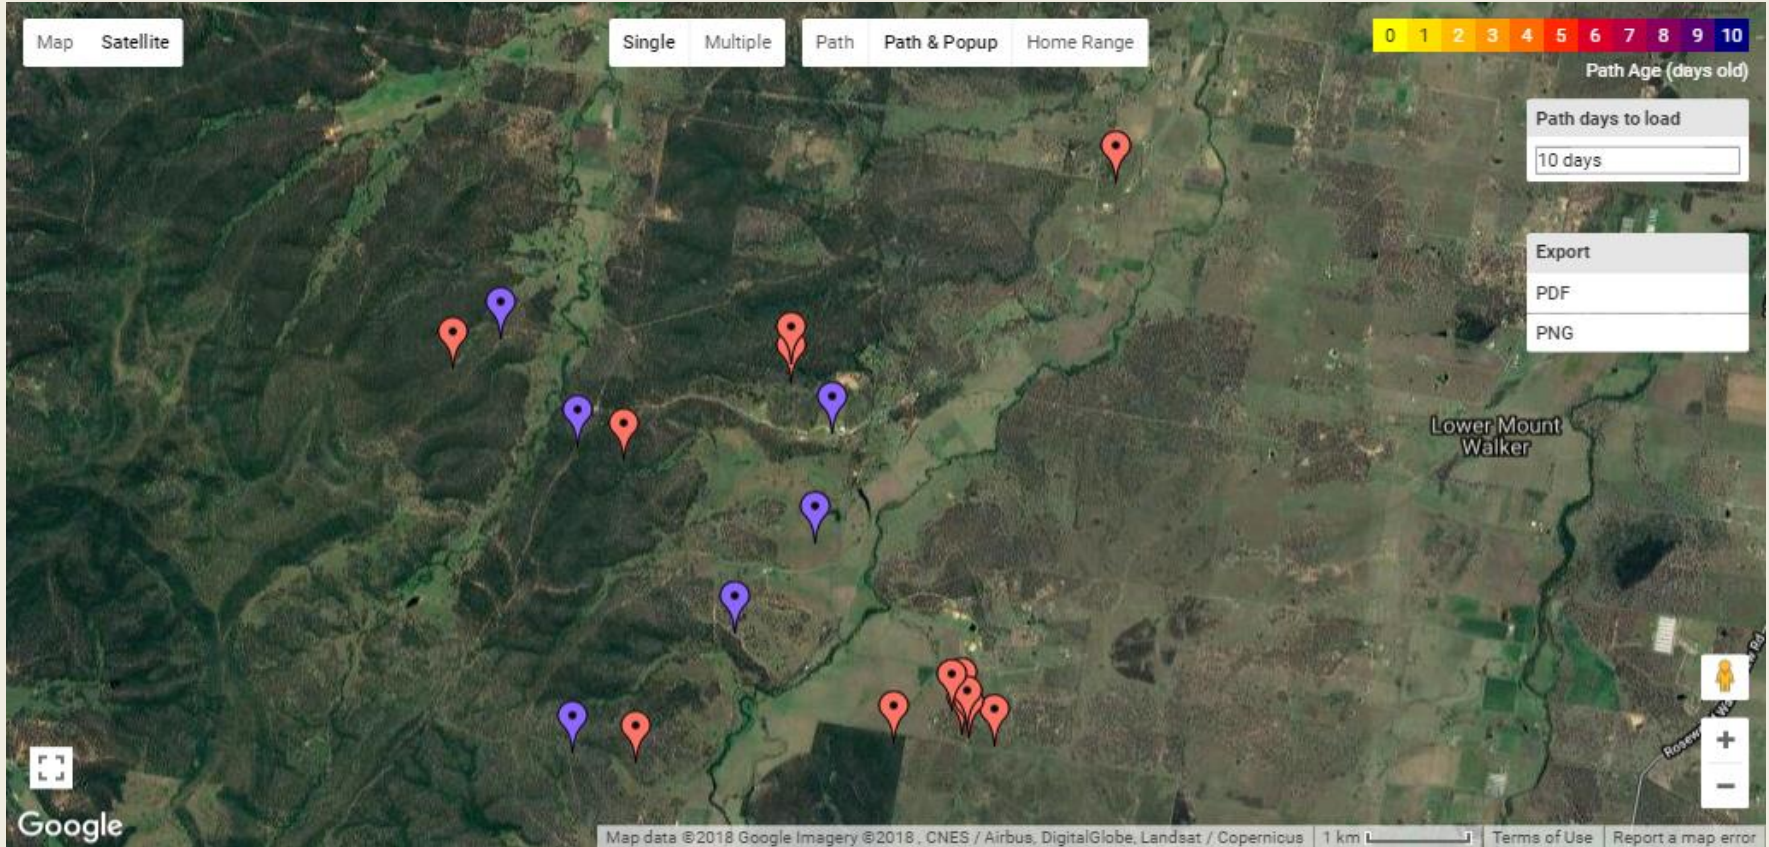 Map Satellite
Single Multiple
Path Path & Popup Home Range
0 1 2 3 4 5 6 7 8 9 10
Path Age (days old)
Path days to load
10 days
Export
PDF
PNG
Lower Mount
Walker
Rd
Google
Map data ©2018 Google Imagery ©2018 , CNES / Airbus, DigitalGlobe, Landsat / Copernicus 1 km Terms of Use Report a map error